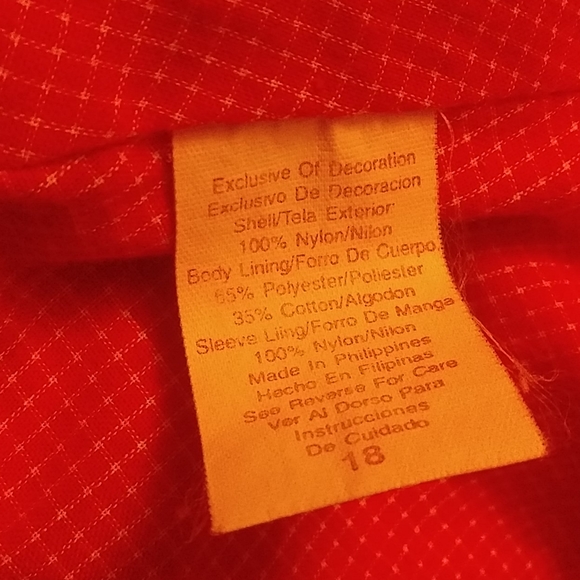 Exclusive Of Decoration
Exclusivo De Decoracion
Shell/Tela Exterior:
100% Nylon/Nilon
Body Lining/Forro De Cuerpo
65% Polyester/Poliester
35% Cotton/Algodon
Sleeve Liing/Forro De Manga
100% Nylon/Nilon
Made In Philippines
Hecho En Filipinas
See Reverse For Care
Ver Al Dorso Para
Instrucciones
De Cuidado
18